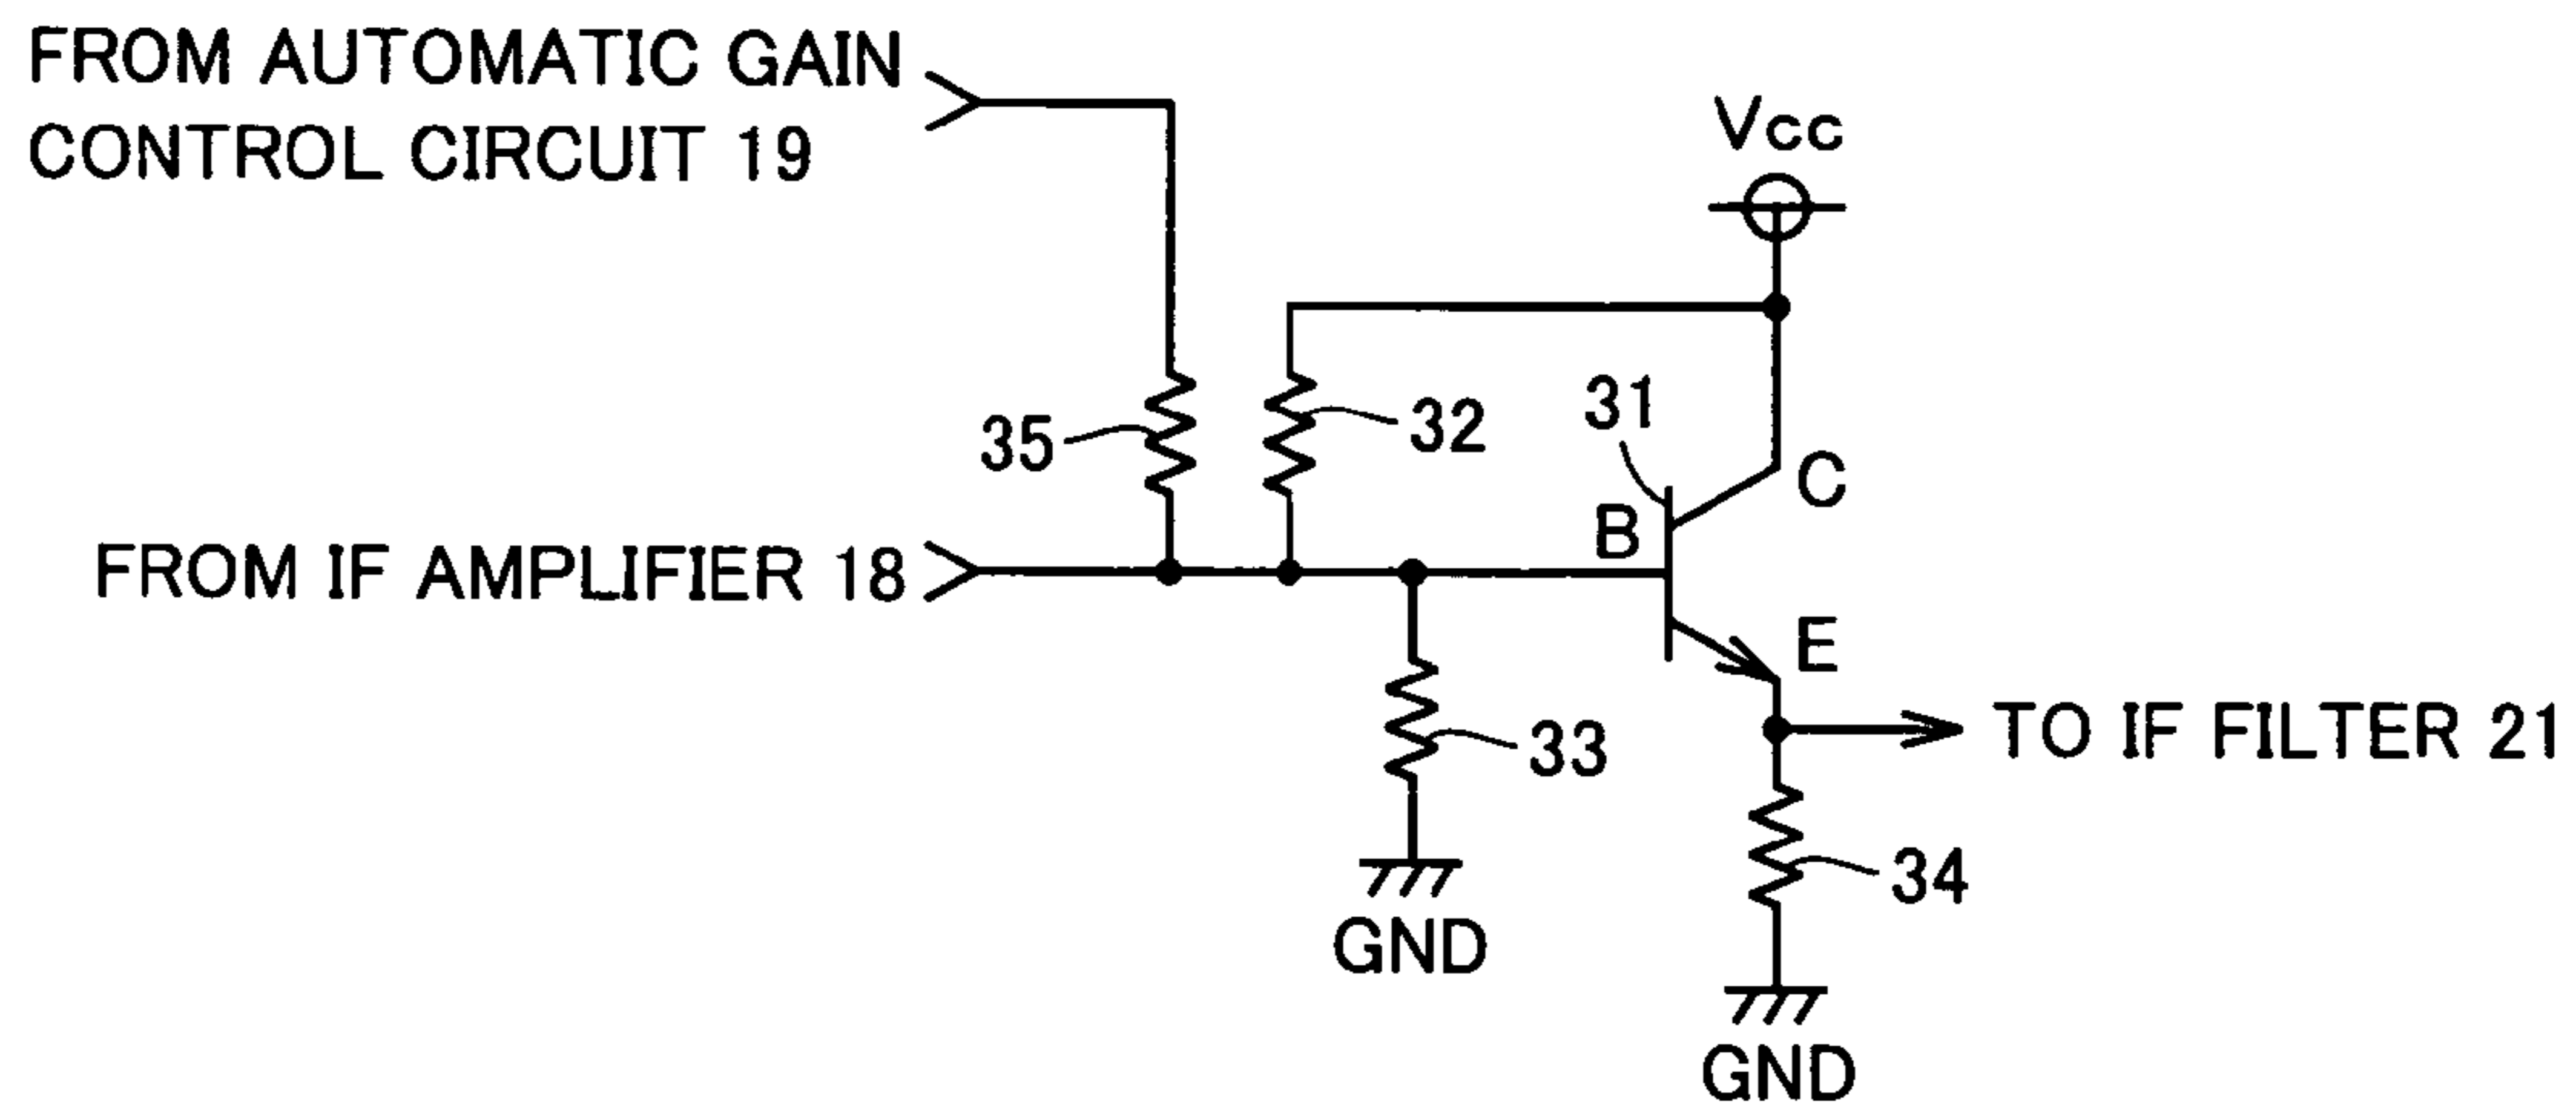 FROM AUTOMATIC GAIN
CONTROL CIRCUIT 19
Vcc
35
32
31
C
B
FROM IF AMPLIFIER 18
E
TO IF FILTER 21
33
34
GND
GND